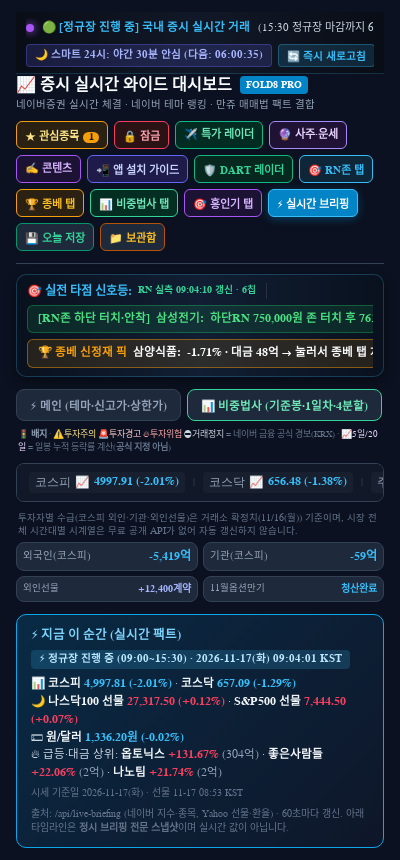 🟢 [정규장 진행 중] 국내 증시 실시간 거래 (15:30 정규장 마감까지 6
🌙 스마트 24시: 야간 30분 안심 (다음: 06:00:35)
🔄 즉시 새로고침
📈 증시 실시간 와이드 대시보드 FOLD8 PRO
네이버증권 실시간 체결 · 네이버 테마 랭킹 · 만쥬 매매법 팩트 결합
★ 관심종목 1
🔒 잠금
✈️ 특가 레이더
🔮 사주·운세
✍️ 콘텐츠
📲 앱 설치 가이드
🛡️ DART 레이더
🎯 RN존 탭
🏆 종베 탭
📊 비중법사 탭
🎯 홍인기 탭
⚡ 실시간 브리핑
💾 오늘 저장
📁 보관함
🎯 실전 타점 신호등: RN 실측 09:04:10 갱신 · 6칩
[RN존 하단 터치·안착] 삼성전기: 하단RN 750,000원 존 터치 후 76
🏆 종베 신정재 픽 삼양식품: -1.71% · 대금 48억 → 눌러서 종베 탭
⚡ 메인 (테마·신고가·상한가)
📊 비중법사 (기준봉·1일차·4분할)
🚦 배지 · ⚠️투자주의 🚨투자경고 ⛔투자위험 ⛔거래정지 = 네이버 금융 공식 경보(KRX) · 📈5일/20
일 = 일봉 누적 등락률 계산(공식 지정 아님)
코스피 📈 4997.91 (-2.01%)
코스닥 📈 656.48 (-1.38%)
투자자별 수급(코스피 외인·기관·외인선물)은 거래소 확정치(11/16(월)) 기준이며, 시장 전
체 시간대별 시계열은 무료 공개 API가 없어 자동 갱신하지 않습니다.
외국인(코스피) -5,419억
기관(코스피) -59억
외인선물 +12,400계약
11월옵션만기 청산완료
⚡ 지금 이 순간 (실시간 팩트)
⚡ 정규장 진행 중 (09:00~15:30) · 2026-11-17(화) 09:04:01 KST
📊 코스피 4,997.81 (-2.01%) · 코스닥 657.09 (-1.29%)
🌙 나스닥100 선물 27,317.50 (+0.12%) · S&P500 선물 7,444.50
(+0.07%)
💵 원/달러 1,336.20원 (-0.02%)
🔥 급등·대금 상위: 옵토닉스 +131.67% (304억) · 좋은사람들
+22.06% (2억) · 나노팀 +21.74% (2억)
시세 기준일 2026-11-17(화) · 선물 11-17 08:53 KST
출처: /api/live-briefing (네이버 지수·종목, Yahoo 선물·환율) · 60초마다 갱신. 아래
타임라인은 정시 브리핑 전문 스냅샷이며 실시간 값이 아닙니다.